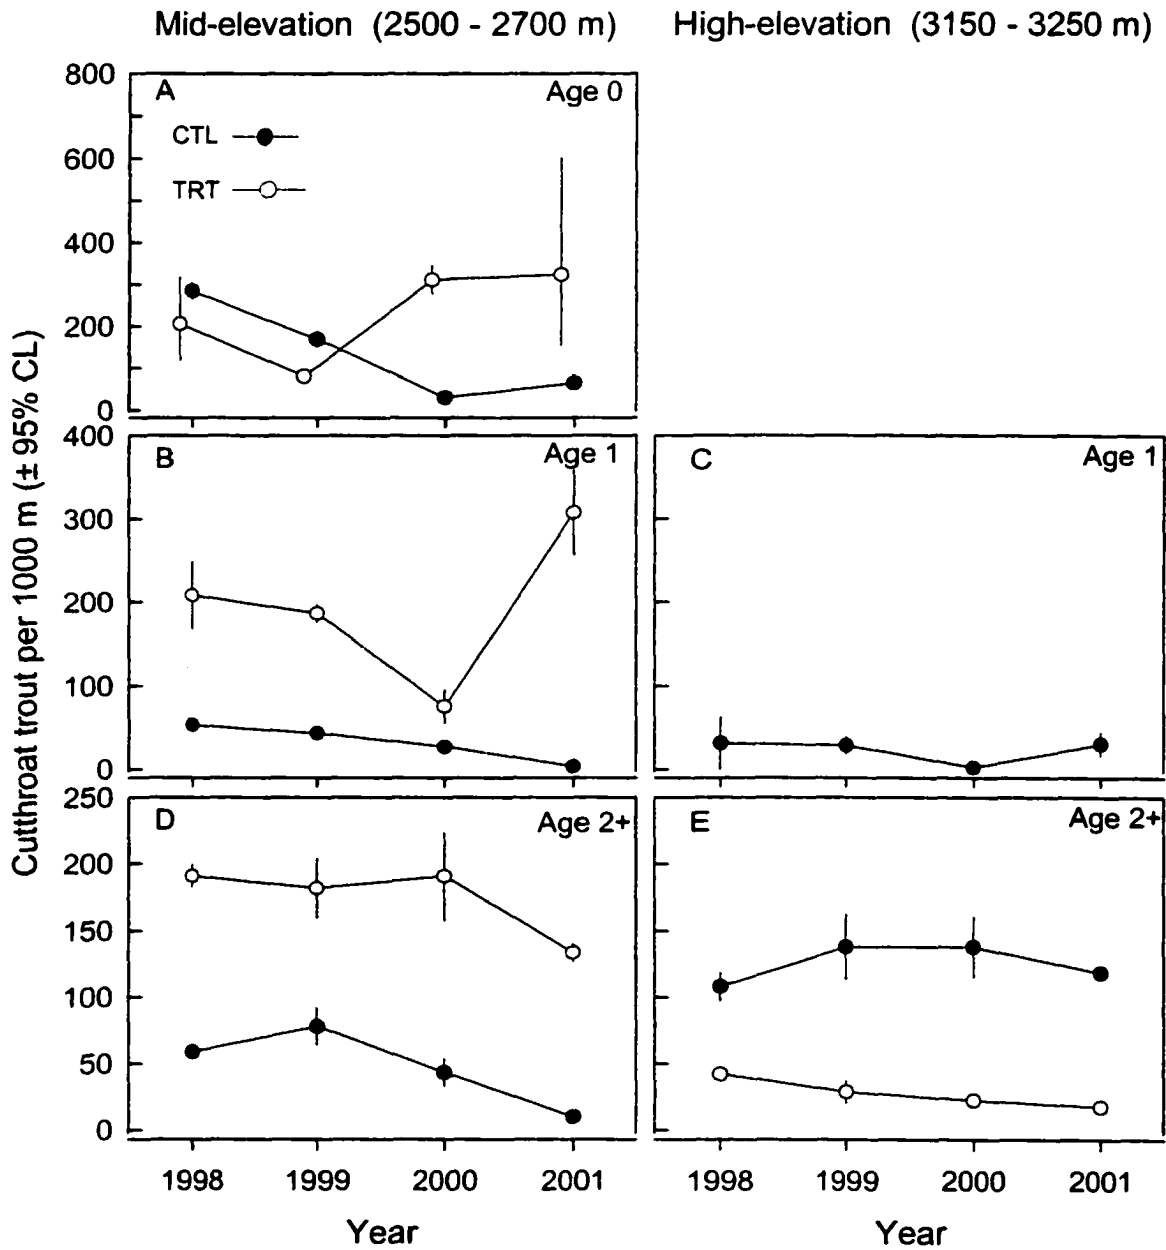 Mid-elevation (2500 - 2700 m)
High-elevation (3150 - 3250 m)
Cutthroat trout per 1000 m (± 95% CL)
800
600
400
200
0
A
Age 0
CTL
TRT
400
300
200
100
0
B
Age 1
C
Age 1
250
200
150
100
50
0
D
Age 2+
E
Age 2+
1998 1999 2000 2001
1998 1999 2000 2001
Year
Year